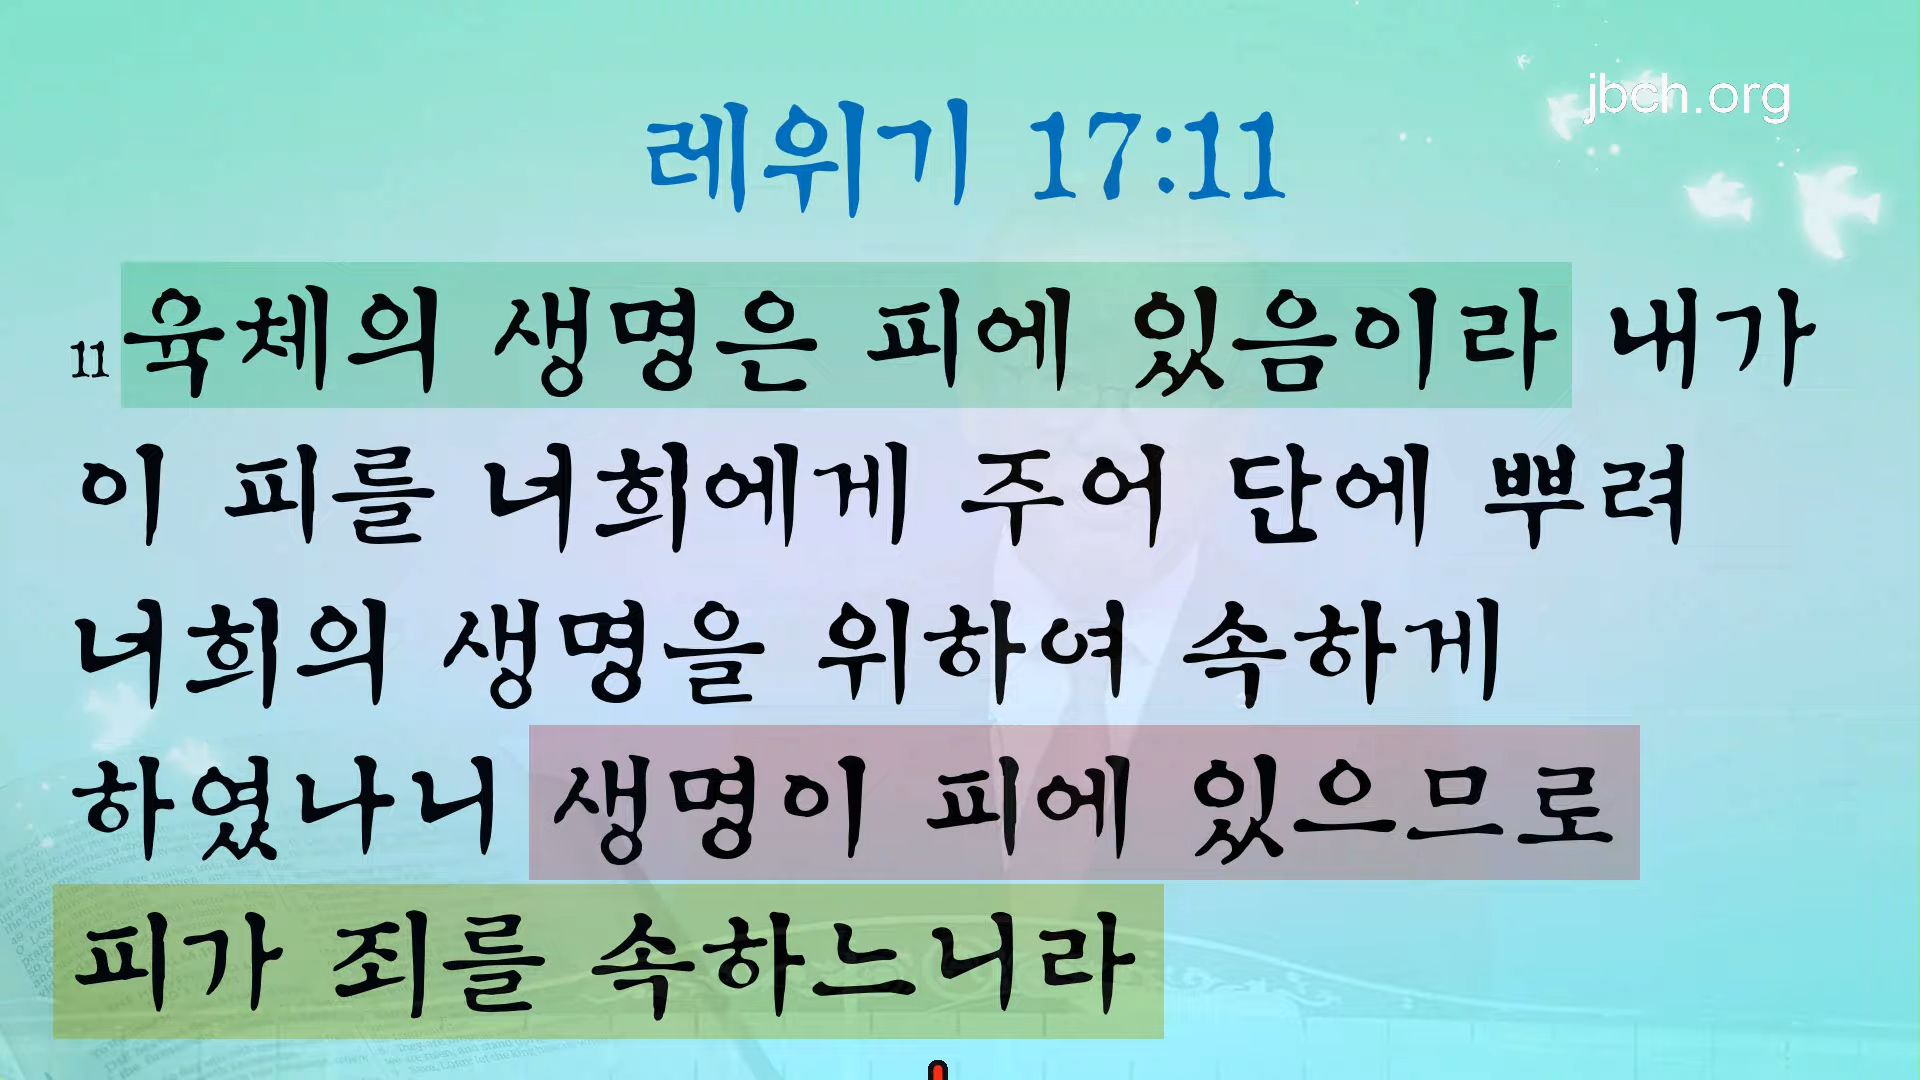 jbch.org
레위기 17:11
11 육체의 생명은 피에 있음이라 내가
이 피를 너희에게 주어 단에 뿌려
너희의 생명을 위하여 속하게
하였나니 생명이 피에 있으므로
피가 죄를 속하느니라